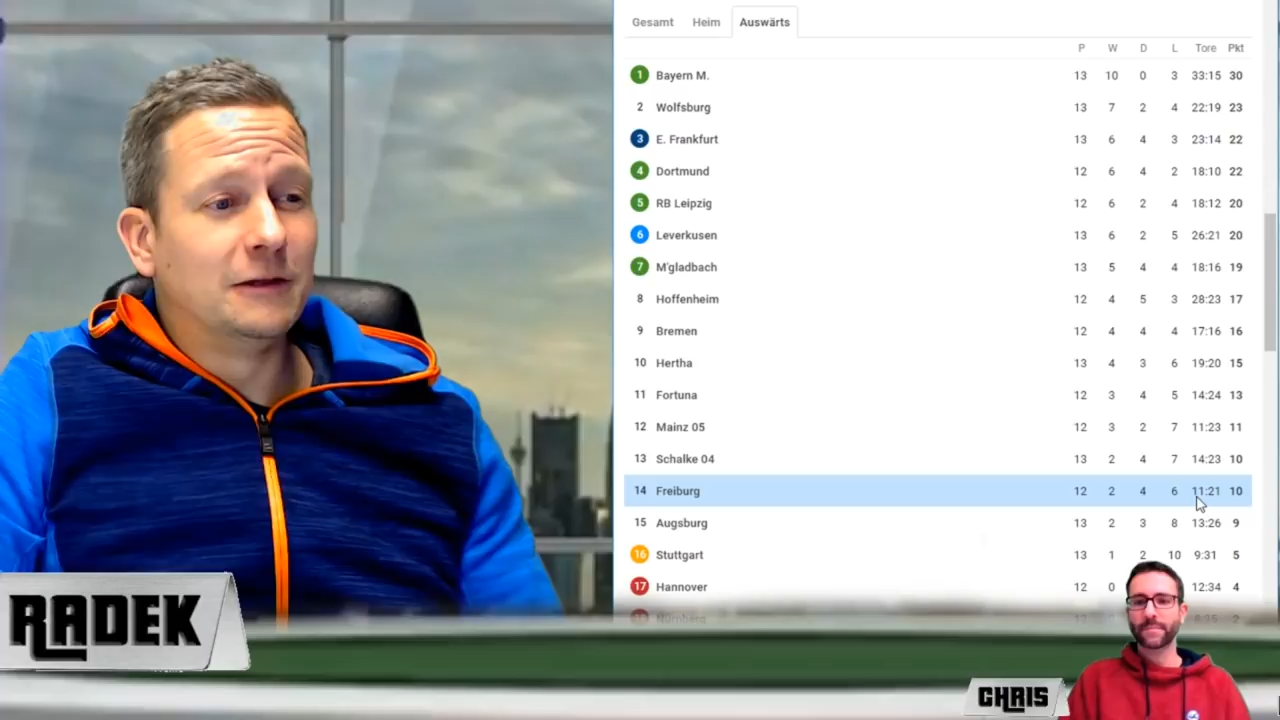 Gesamt Heim Auswärts
P W D L Tore Pkt
1 Bayern M. 13 10 0 3 33:15 30
2 Wolfsburg 13 7 2 4 22:19 23
3 E. Frankfurt 13 6 4 3 23:14 22
4 Dortmund 12 6 4 2 18:10 22
5 RB Leipzig 12 6 2 4 18:12 20
6 Leverkusen 13 6 2 5 26:21 20
7 M'gladbach 13 5 4 4 18:16 19
8 Hoffenheim 12 4 5 3 28:23 17
9 Bremen 12 4 4 4 17:16 16
10 Hertha 13 4 3 6 19:20 15
11 Fortuna 12 3 4 5 14:24 13
12 Mainz 05 12 3 2 7 11:23 11
13 Schalke 04 13 2 4 7 14:23 10
14 Freiburg 12 2 4 6 11:21 10
15 Augsburg 13 2 3 8 13:26 9
16 Stuttgart 13 1 2 10 9:31 5
17 Hannover 12 0 12:34 4
Nürnberg
RADEK
CHRIS